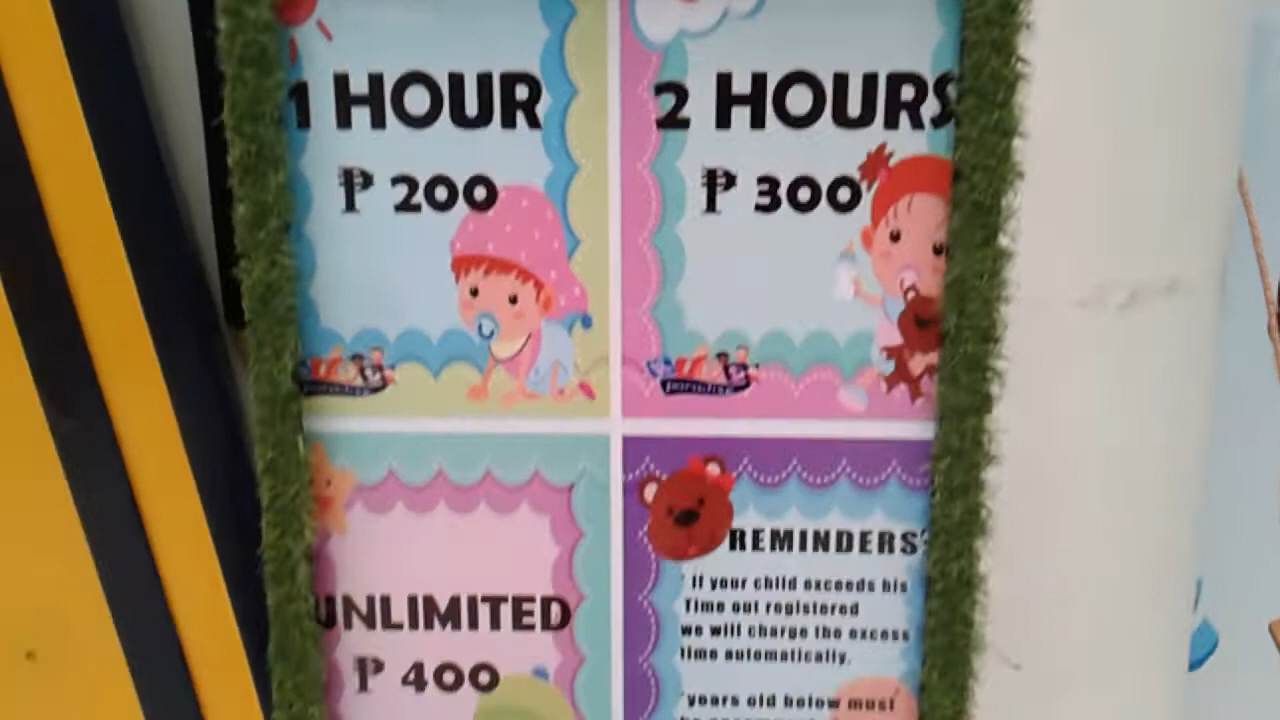 1 HOUR
₱ 200
2 HOURS
₱ 300
UNLIMITED
₱ 400
REMINDERS:
* If your child exceeds his
Time out registered
we will charge the excess
time automatically.
years old below must